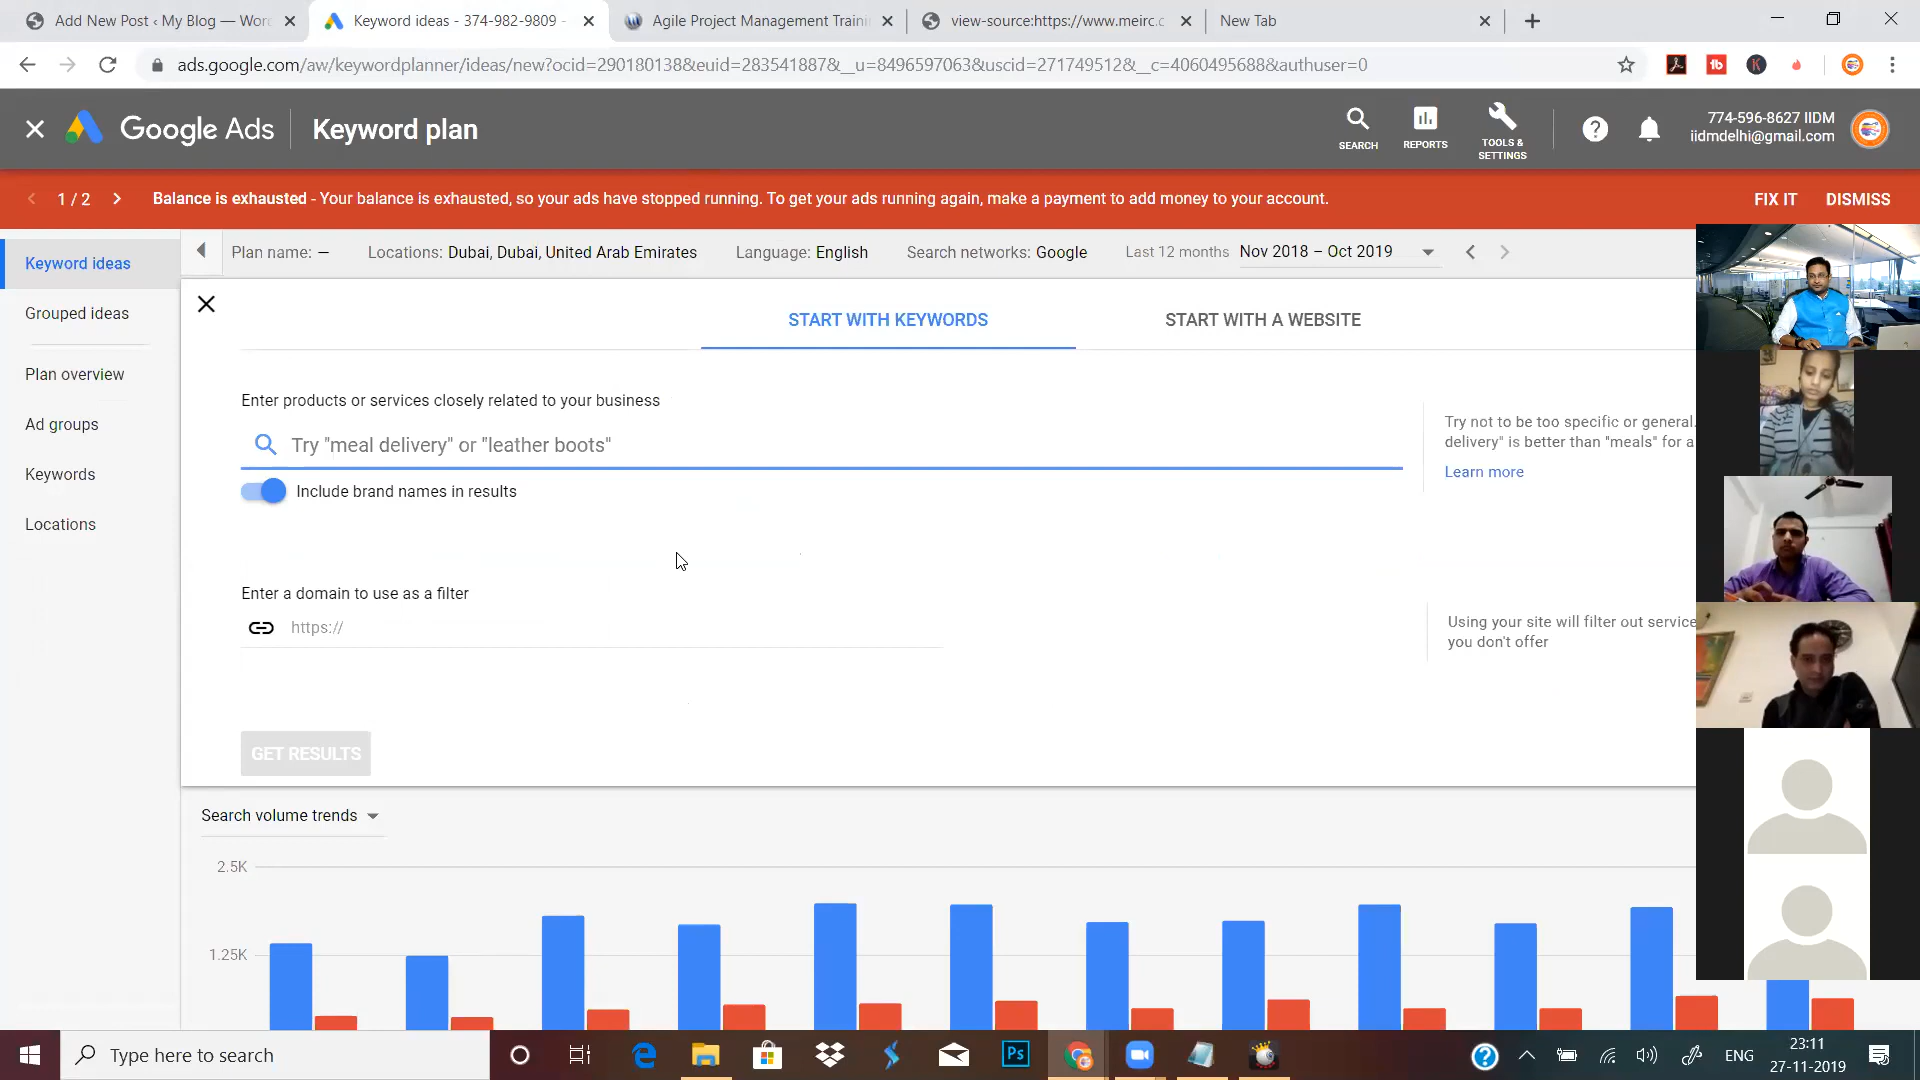 Add New Post ‹ My Blog — Wor
Keyword ideas - 374-982-9809 -
Agile Project Management Traini
view-source:https://www.meirc.c
New Tab
ads.google.com/aw/keywordplanner/ideas/new?ocid=290180138&euid=283541887&__u=8496597063&uscid=271749512&__c=4060495688&authuser=0
Google Ads
Keyword plan
SEARCH
REPORTS
TOOLS &
SETTINGS
774-596-8627 IIDM
iidmdelhi@gmail.com
1 / 2
Balance is exhausted - Your balance is exhausted, so your ads have stopped running. To get your ads running again, make a payment to add money to your account.
FIX IT
DISMISS
Keyword ideas
Grouped ideas
Plan overview
Ad groups
Keywords
Locations
Plan name: —
Locations: Dubai, Dubai, United Arab Emirates
Language: English
Search networks: Google
Last 12 months
Nov 2018 – Oct 2019
START WITH KEYWORDS
START WITH A WEBSITE
Enter products or services closely related to your business
Try "meal delivery" or "leather boots"
Include brand names in results
Try not to be too specific or general.
delivery" is better than "meals" for a
Learn more
Enter a domain to use as a filter
https://
Using your site will filter out service
you don't offer
GET RESULTS
Search volume trends
2.5K
1.25K
Type here to search
Ps
ENG
23:11
27-11-2019